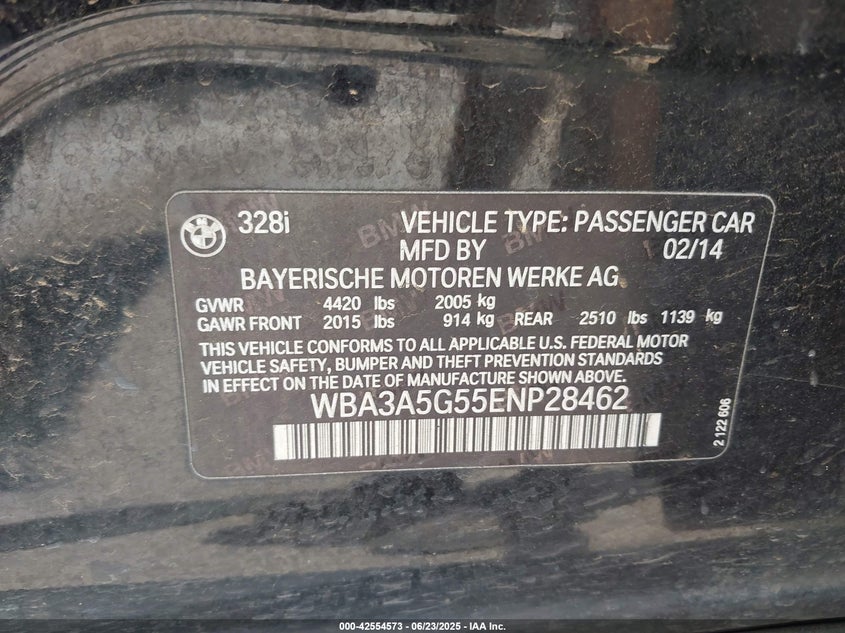 328i VEHICLE TYPE: PASSENGER CAR
MFD BY 02/14
BAYERISCHE MOTOREN WERKE AG
GVWR 4420 lbs 2005 kg
GAWR FRONT 2015 lbs 914 kg REAR 2510 lbs 1139 kg
THIS VEHICLE CONFORMS TO ALL APPLICABLE U.S. FEDERAL MOTOR
VEHICLE SAFETY, BUMPER AND THEFT PREVENTION STANDARDS
IN EFFECT ON THE DATE OF MANUFACTURE SHOWN ABOVE.
WBA3A5G55ENP28462
2 122 606
000-42554573 - 06/23/2025 - IAA Inc.